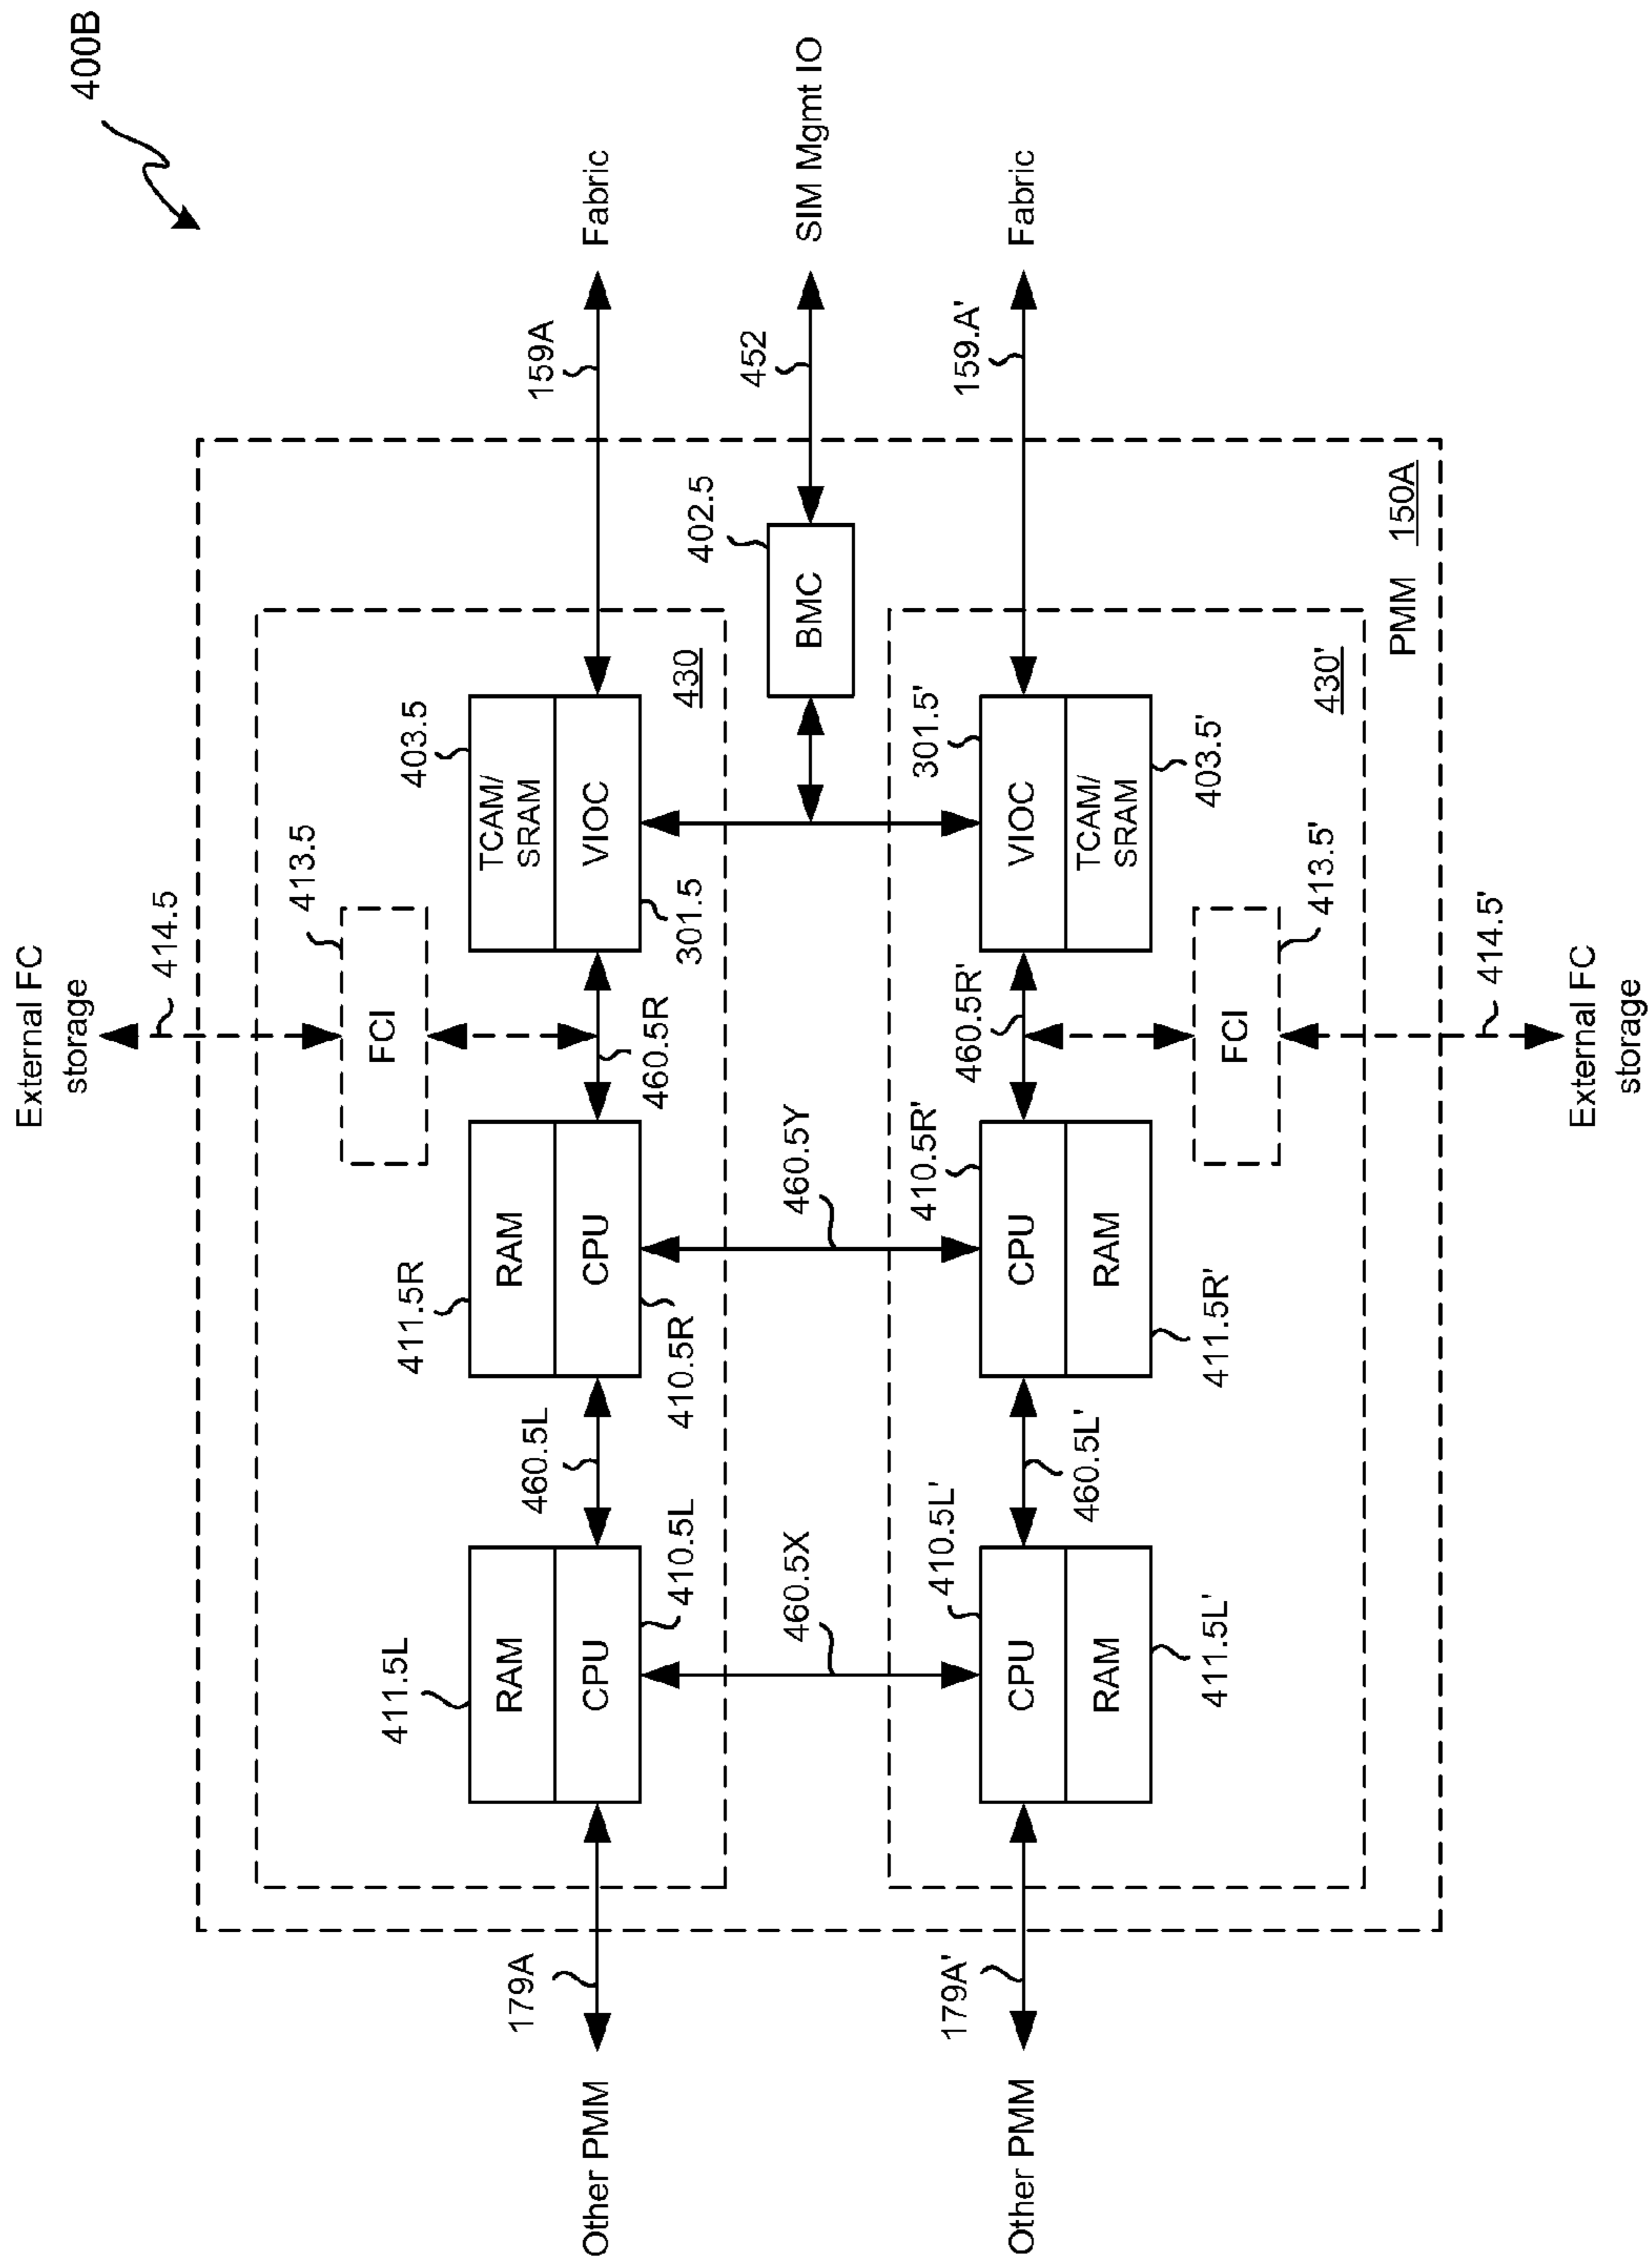 400B
External FC
storage
414.5
413.5
FCI
411.5L
411.5R
403.5
RAM
CPU
RAM
CPU
TCAM/
SRAM
VIOC
179A
460.5L
460.5R
159A
Other PMM
Fabric
410.5L
410.5R
301.5
430
460.5X
460.5Y
402.5
BMC
452
SIM Mgmt IO
410.5L'
410.5R'
460.5R'
301.5'
179A'
159.A'
Other PMM
Fabric
CPU
RAM
CPU
RAM
VIOC
TCAM/
SRAM
460.5L'
411.5L'
411.5R'
403.5'
FCI
413.5'
430'
PMM 150A
414.5'
External FC
storage